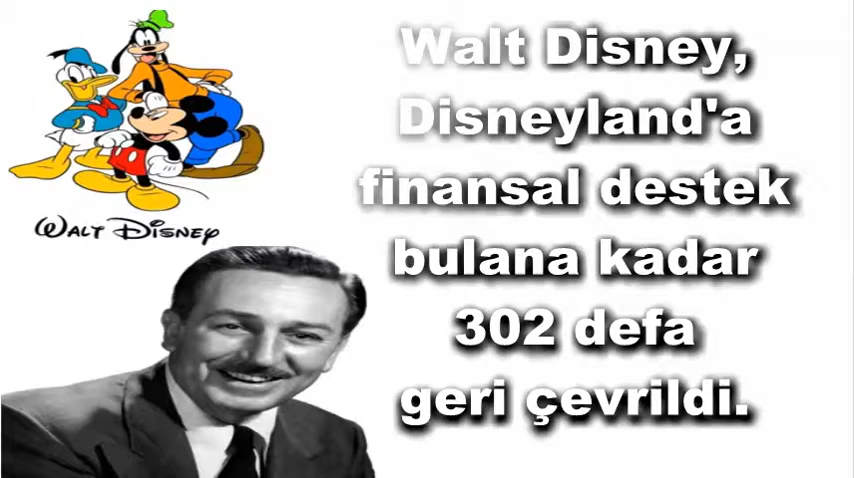 WALT DISNEY
Walt Disney,
Disneyland'a
finansal destek
bulana kadar
302 defa
geri çevrildi.